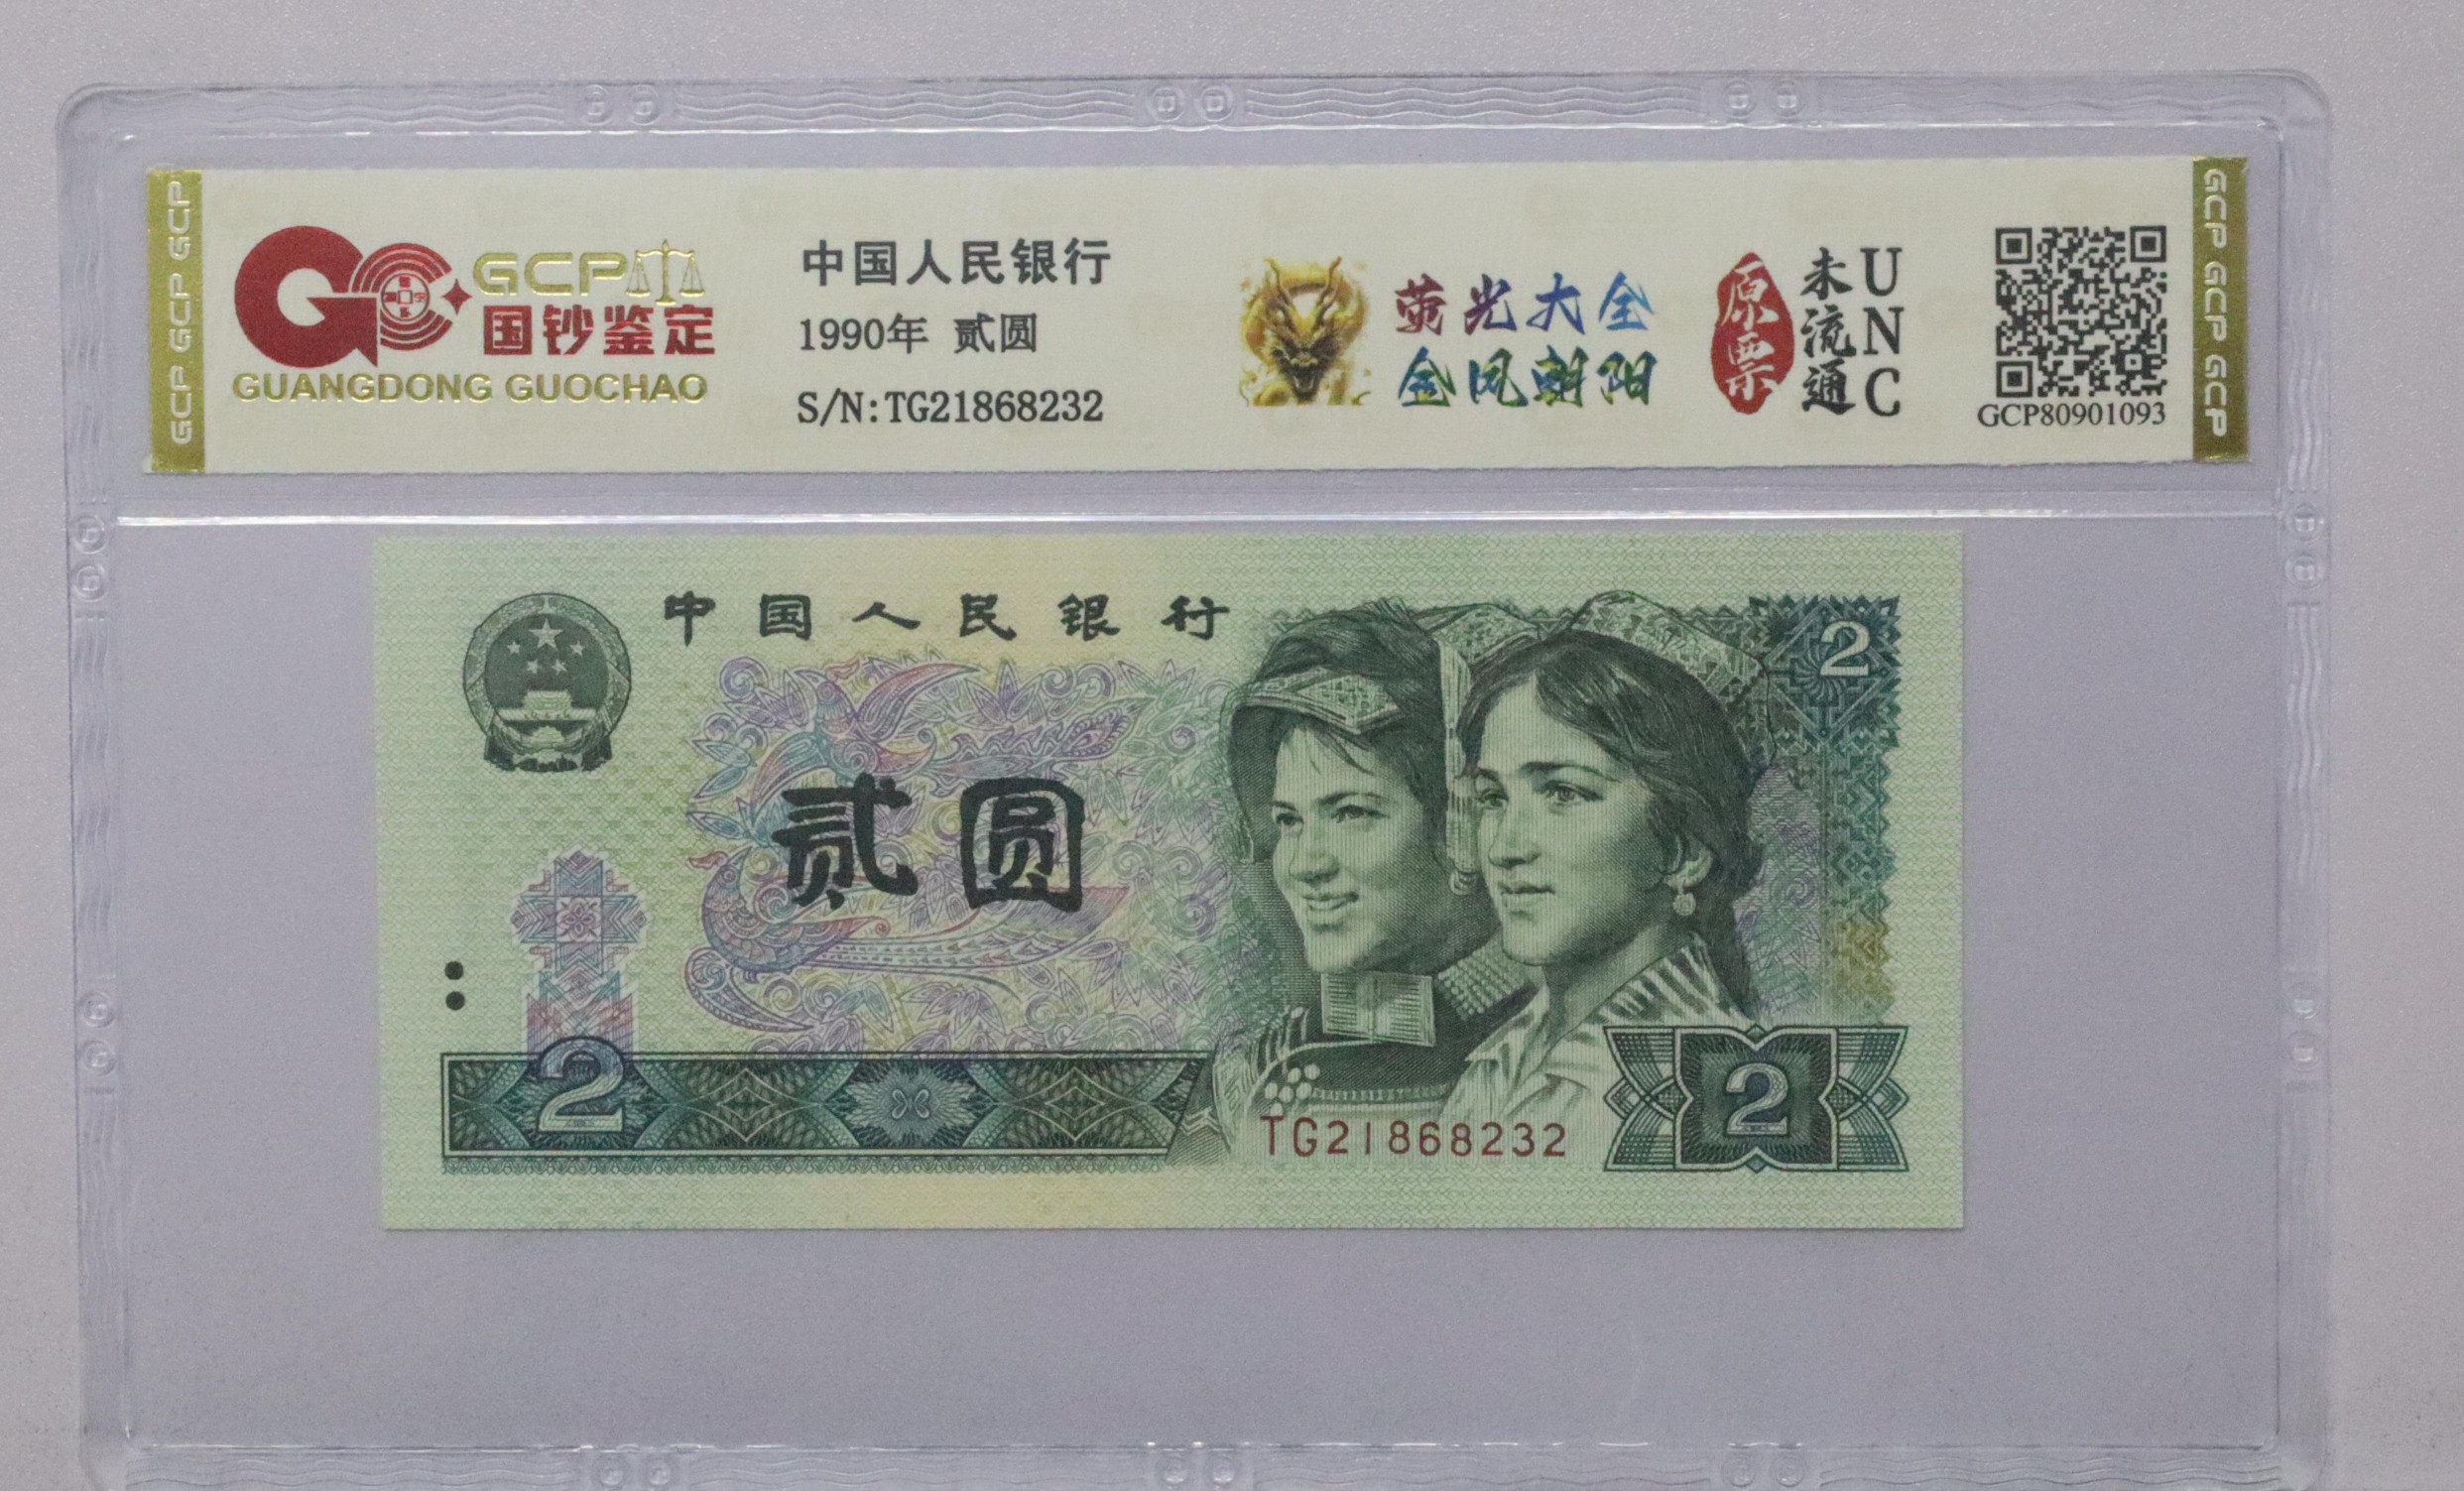 GCP GCP GCP
GCP
国钞鉴定
GUANGDONG GUOCHAO
中国人民银行
1990年 贰圆
S/N:TG21868232
荧光大全
金凤朝阳
原票
未流通
UNC
GCP80901093
GCP GCP GCP
中国人民银行
2
贰圆
2
TG21868232
2